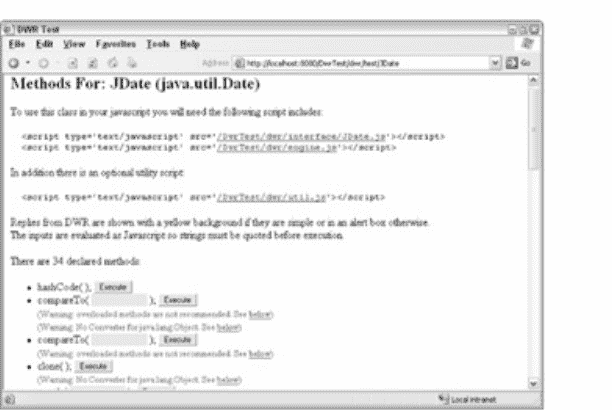 DWR Test
File Edit View Favorites Tools Help
Address http://localhost:8080/DwrTest/dwr/test/JDate Go
Methods For: JDate (java.util.Date)
To use this class in your javascript you will need the following script includes:
<script type='text/javascript' src='/DwrTest/dwr/interface/JDate.js'></script>
<script type='text/javascript' src='/DwrTest/dwr/engine.js'></script>
In addition there is an optional utility script:
<script type='text/javascript' src='/DwrTest/dwr/util.js'></script>
Replies from DWR are shown with a yellow background if they are simple or in an alert box otherwise.
The inputs are evaluated as Javascript so strings must be quoted before execution.
There are 34 declared methods:
• hashCode( ); Execute
• compareTo( ); Execute
(Warning: overloaded methods are not recommended. See below)
(Warning: No Converter for java.lang.Object. See below)
• compareTo( ); Execute
(Warning: overloaded methods are not recommended. See below)
• clone( ); Execute
(Warning: No Converter for java.lang.Object. See below)
Local intranet